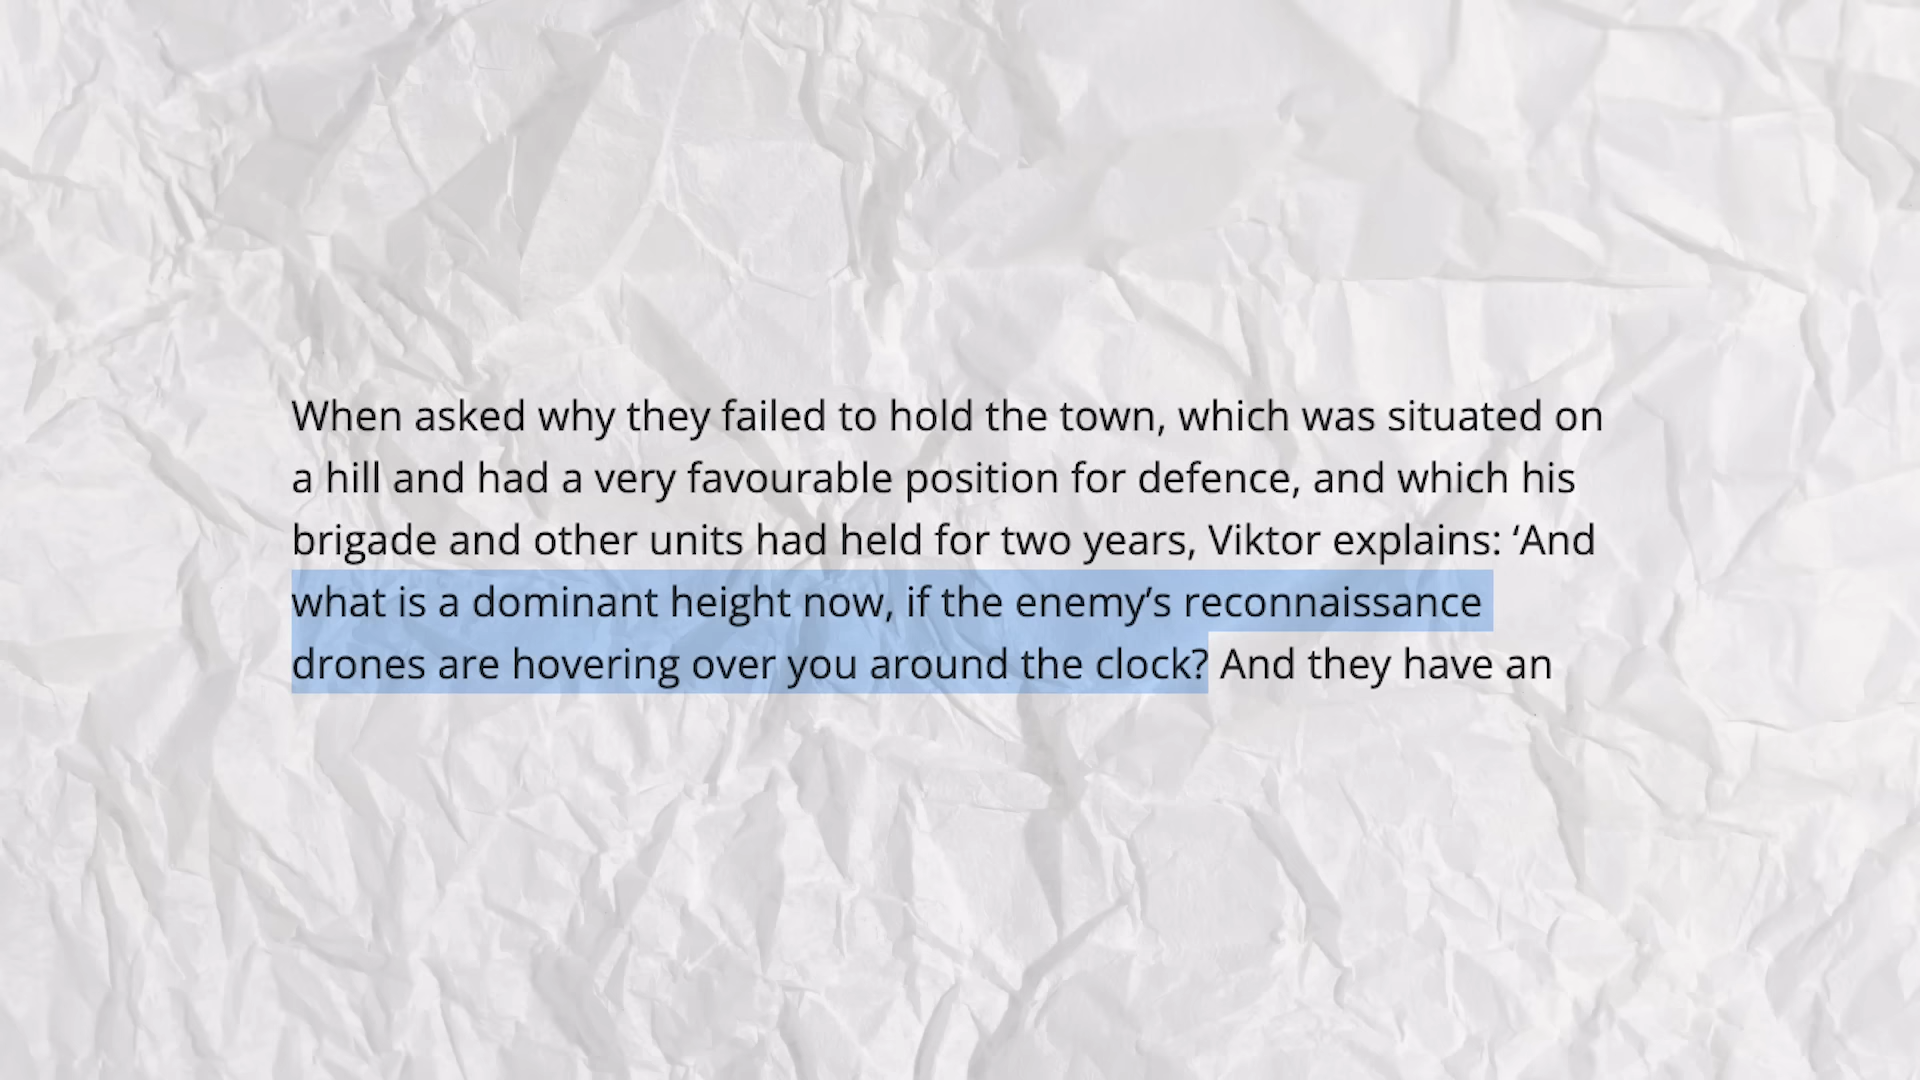 When asked why they failed to hold the town, which was situated on
a hill and had a very favourable position for defence, and which his
brigade and other units had held for two years, Viktor explains: ‘And
what is a dominant height now, if the enemy’s reconnaissance
drones are hovering over you around the clock? And they have an